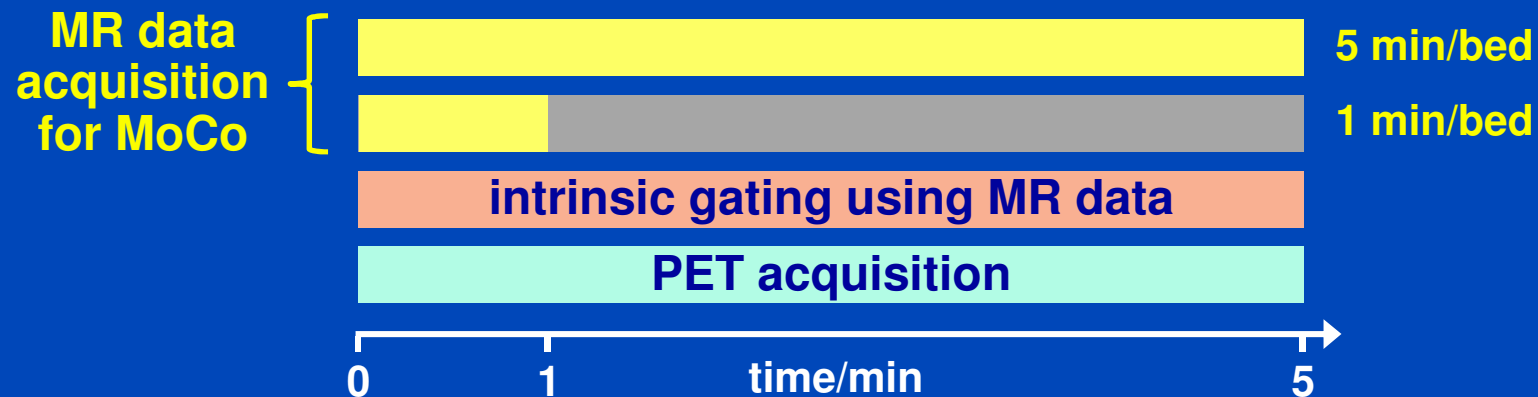 MR data
acquisition
for MoCo
5 min/bed
1 min/bed
intrinsic gating using MR data
PET acquisition
0 1 time/min 5